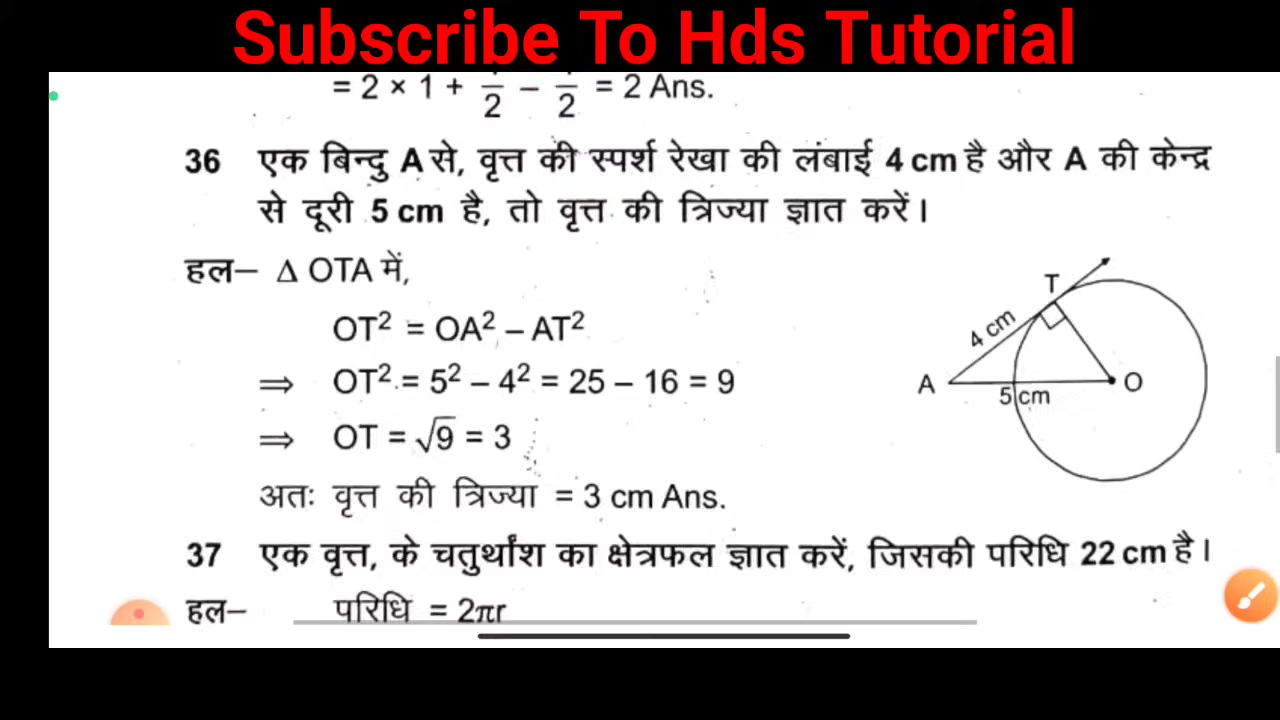 Subscribe To Hds Tutorial
= 2 × 1 + /2 − /2 = 2 Ans.
36 एक बिन्दु A से, वृत्त की स्पर्श रेखा की लंबाई 4 cm है और A की केन्द्र
से दूरी 5 cm है, तो वृत्त की त्रिज्या ज्ञात करें।
हल– Δ OTA में,
OT² = OA² – AT²
⇒ OT² = 5² – 4² = 25 – 16 = 9
⇒ OT = √9 = 3
अतः वृत्त की त्रिज्या = 3 cm Ans.
T
4 cm
A
5 cm
O
37 एक वृत्त, के चतुर्थांश का क्षेत्रफल ज्ञात करें, जिसकी परिधि 22 cm है।
हल– परिधि = 2πr